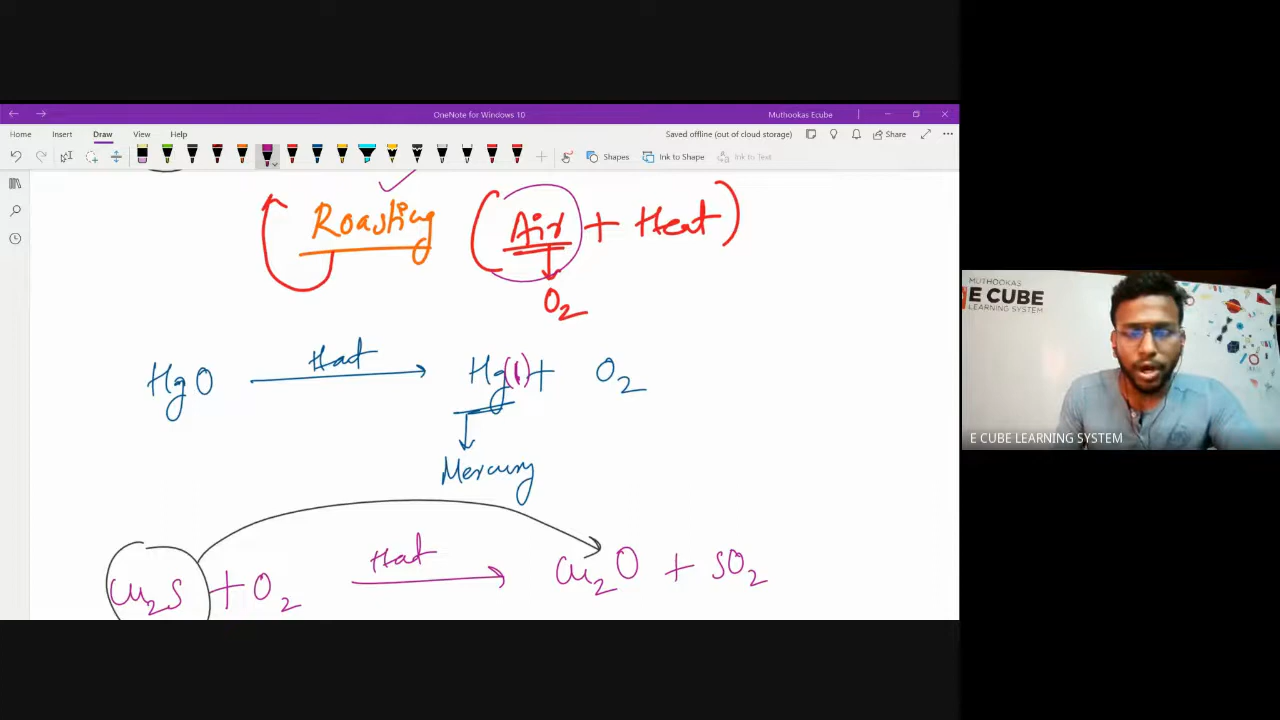 OneNote for Windows 10
Muthookas Ecube
Home Insert Draw View Help
Saved offline (out of cloud storage)
Share
Shapes
Ink to Shape
Ink to Text
Roasting (Air + Heat)
O2
HgO Heat Hg(l) + O2
Mercury
Cu2S + O2 Heat Cu2O + SO2
MUTHOOKAS
E CUBE
LEARNING SYSTEM
E CUBE LEARNING SYSTEM